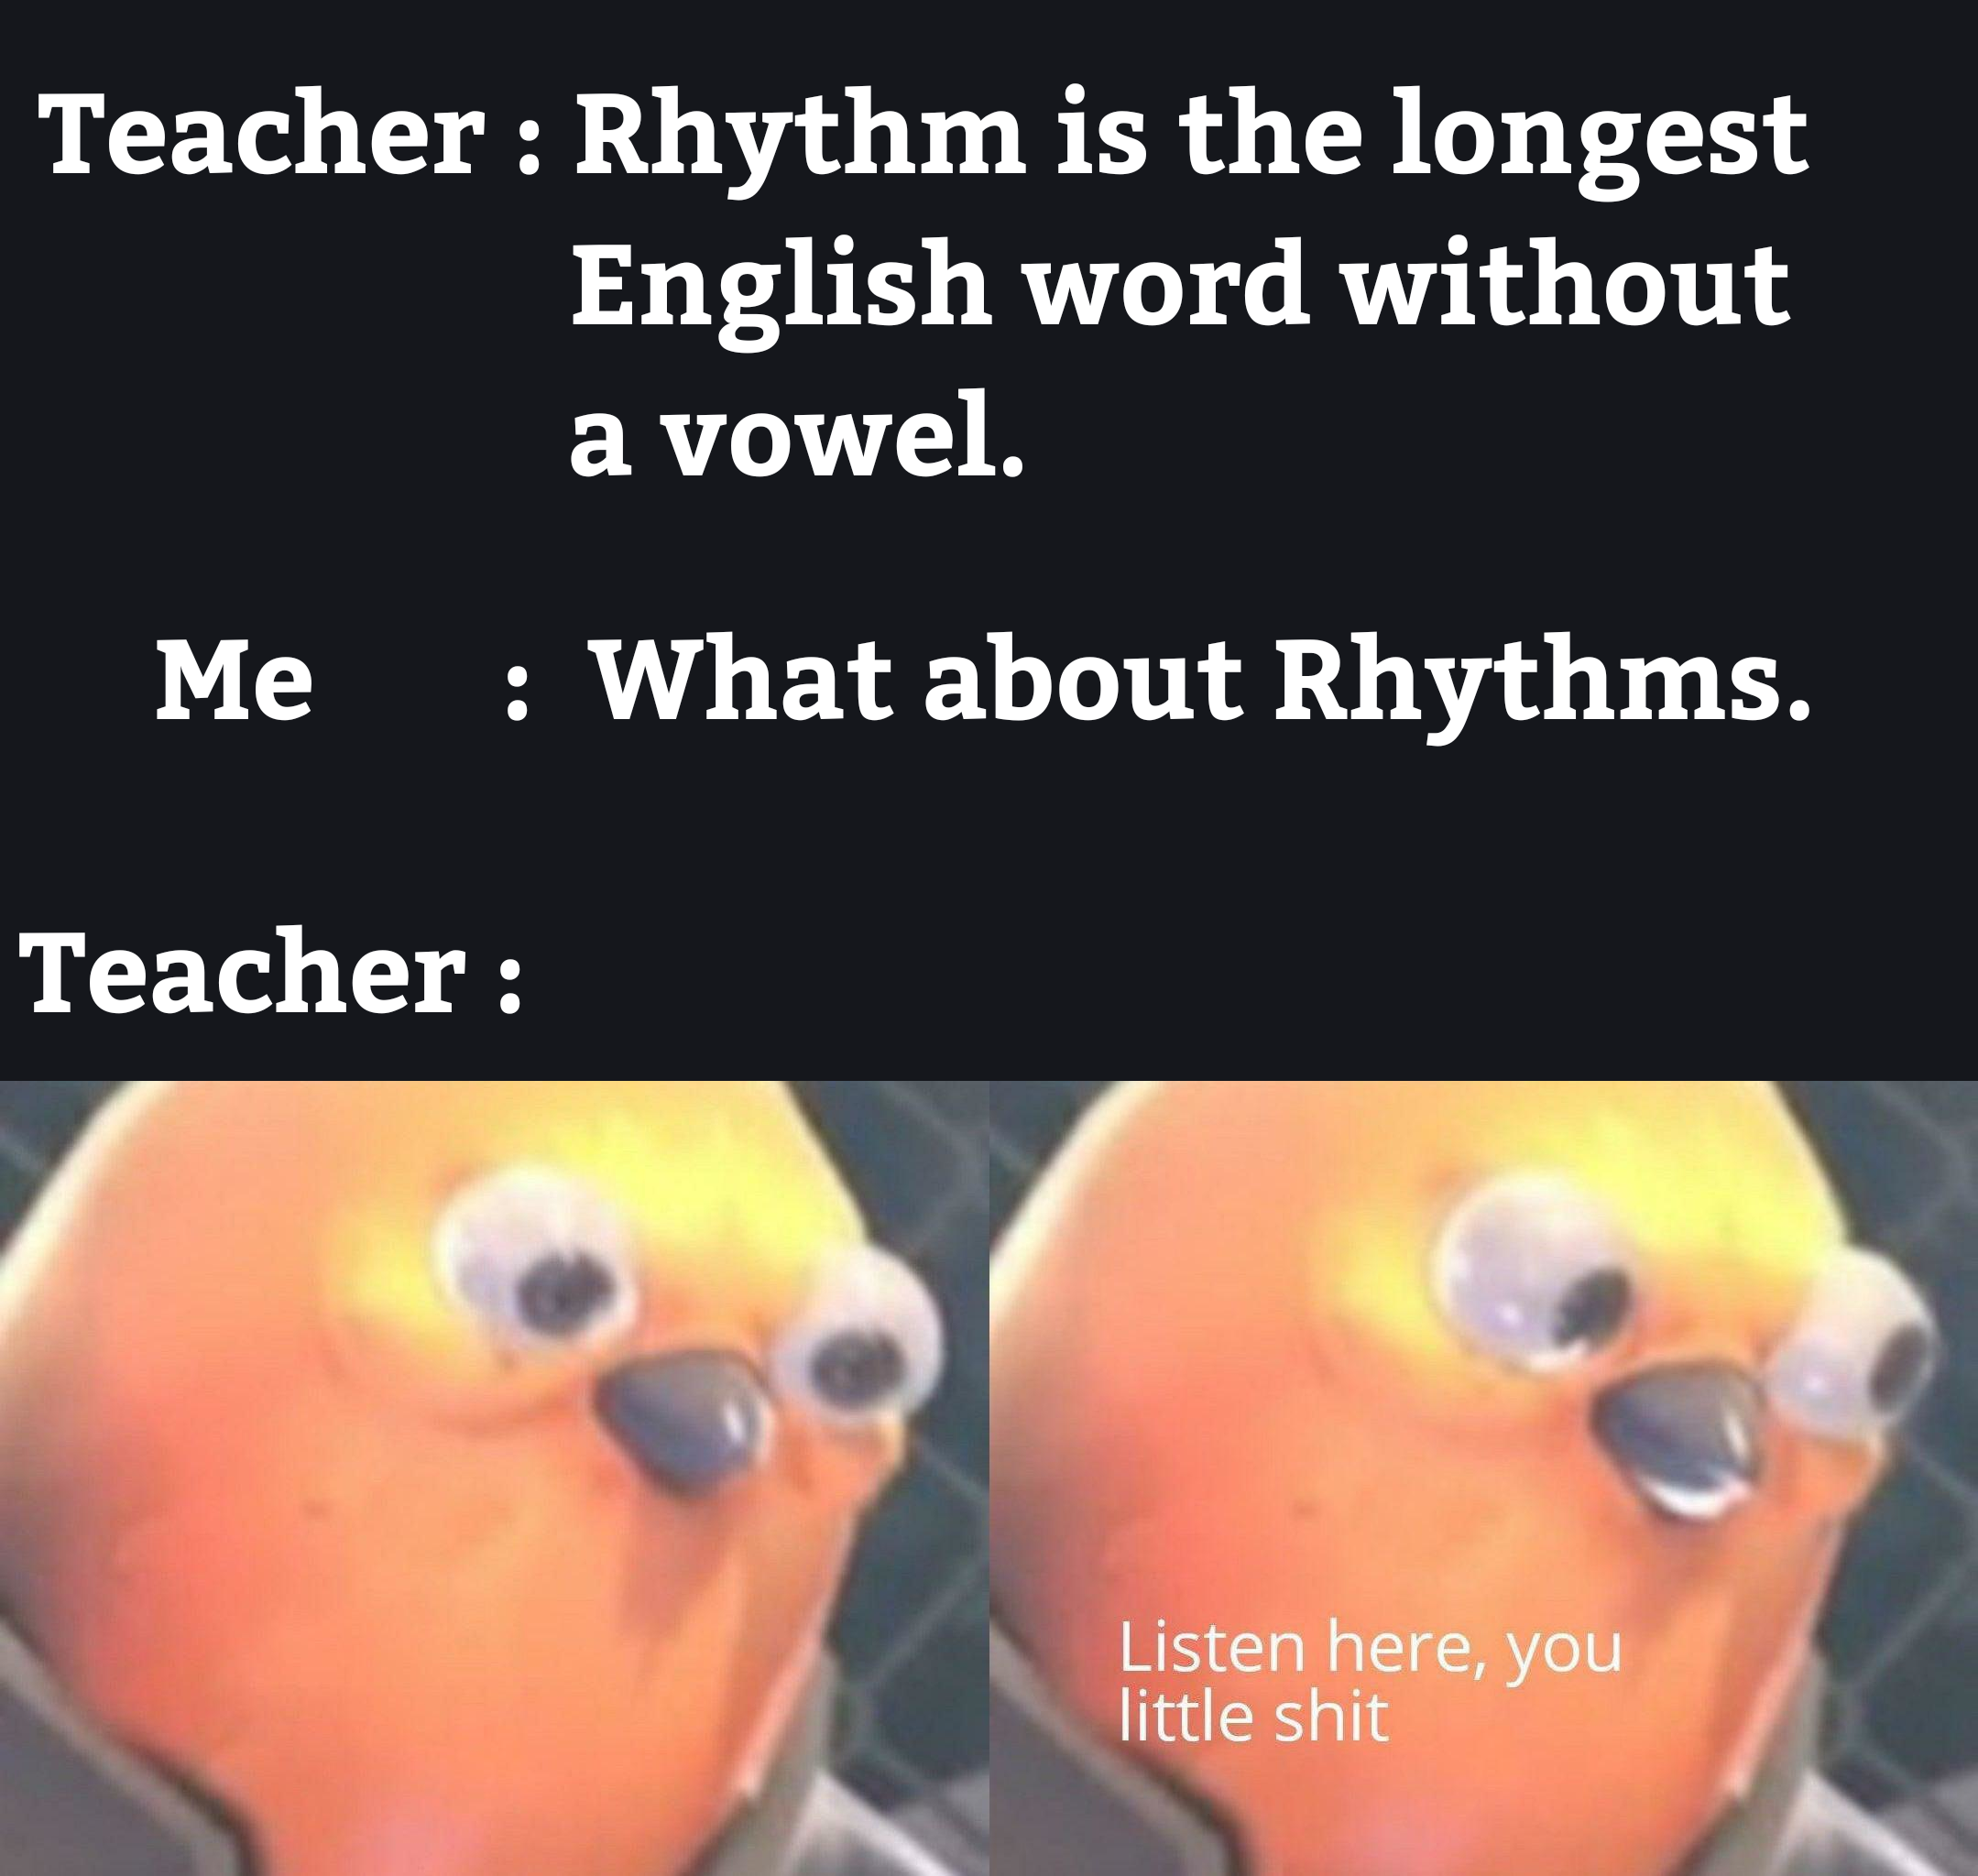 Teacher : Rhythm is the longest
English word without
a vowel.
Me : What about Rhythms.
Teacher :
Listen here, you
little shit